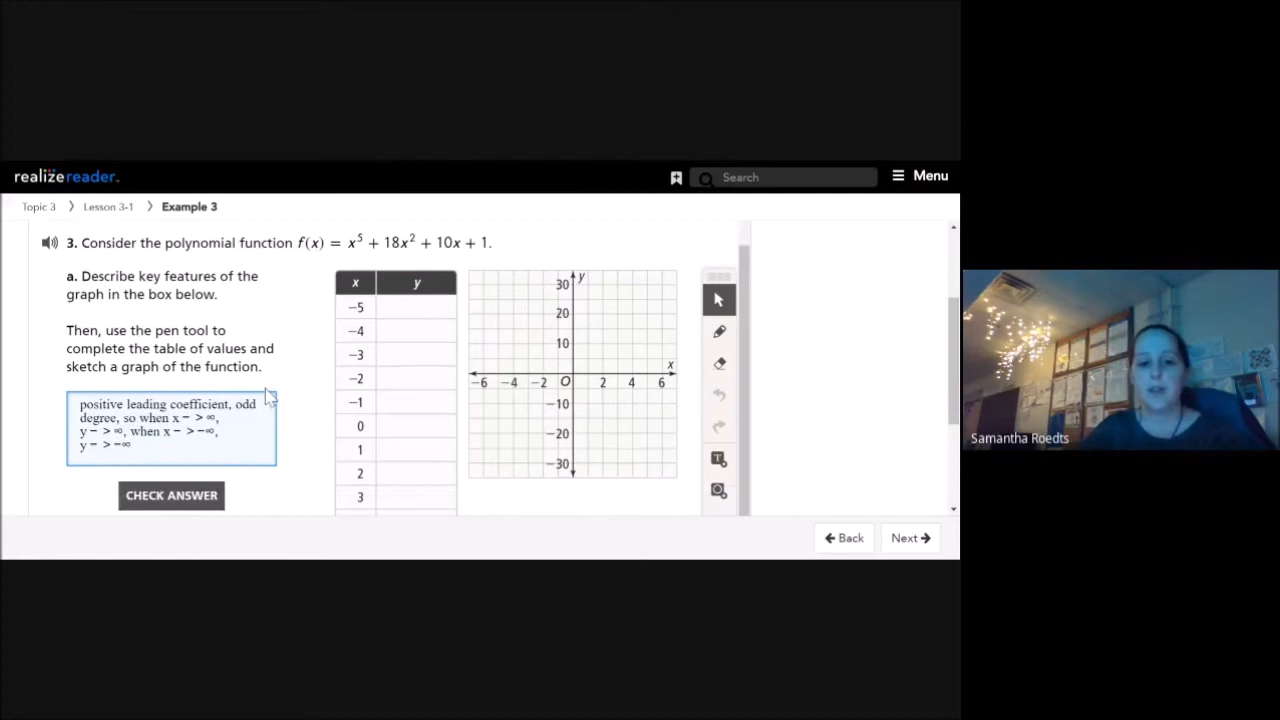 realizereader.
Search
Menu
Topic 3 > Lesson 3-1 > Example 3
3. Consider the polynomial function f(x) = x⁵ + 18x² + 10x + 1.
a. Describe key features of the
graph in the box below.
Then, use the pen tool to
complete the table of values and
sketch a graph of the function.
positive leading coefficient, odd
degree, so when x − > ∞,
y − > ∞, when x − > −∞,
y − > −∞
CHECK ANSWER
x y
−5
−4
−3
−2
−1
0
1
2
3
y
30
20
10
x
−6 −4 −2 O 2 4 6
−10
−20
−30
T
Back
Next
Samantha Roedts